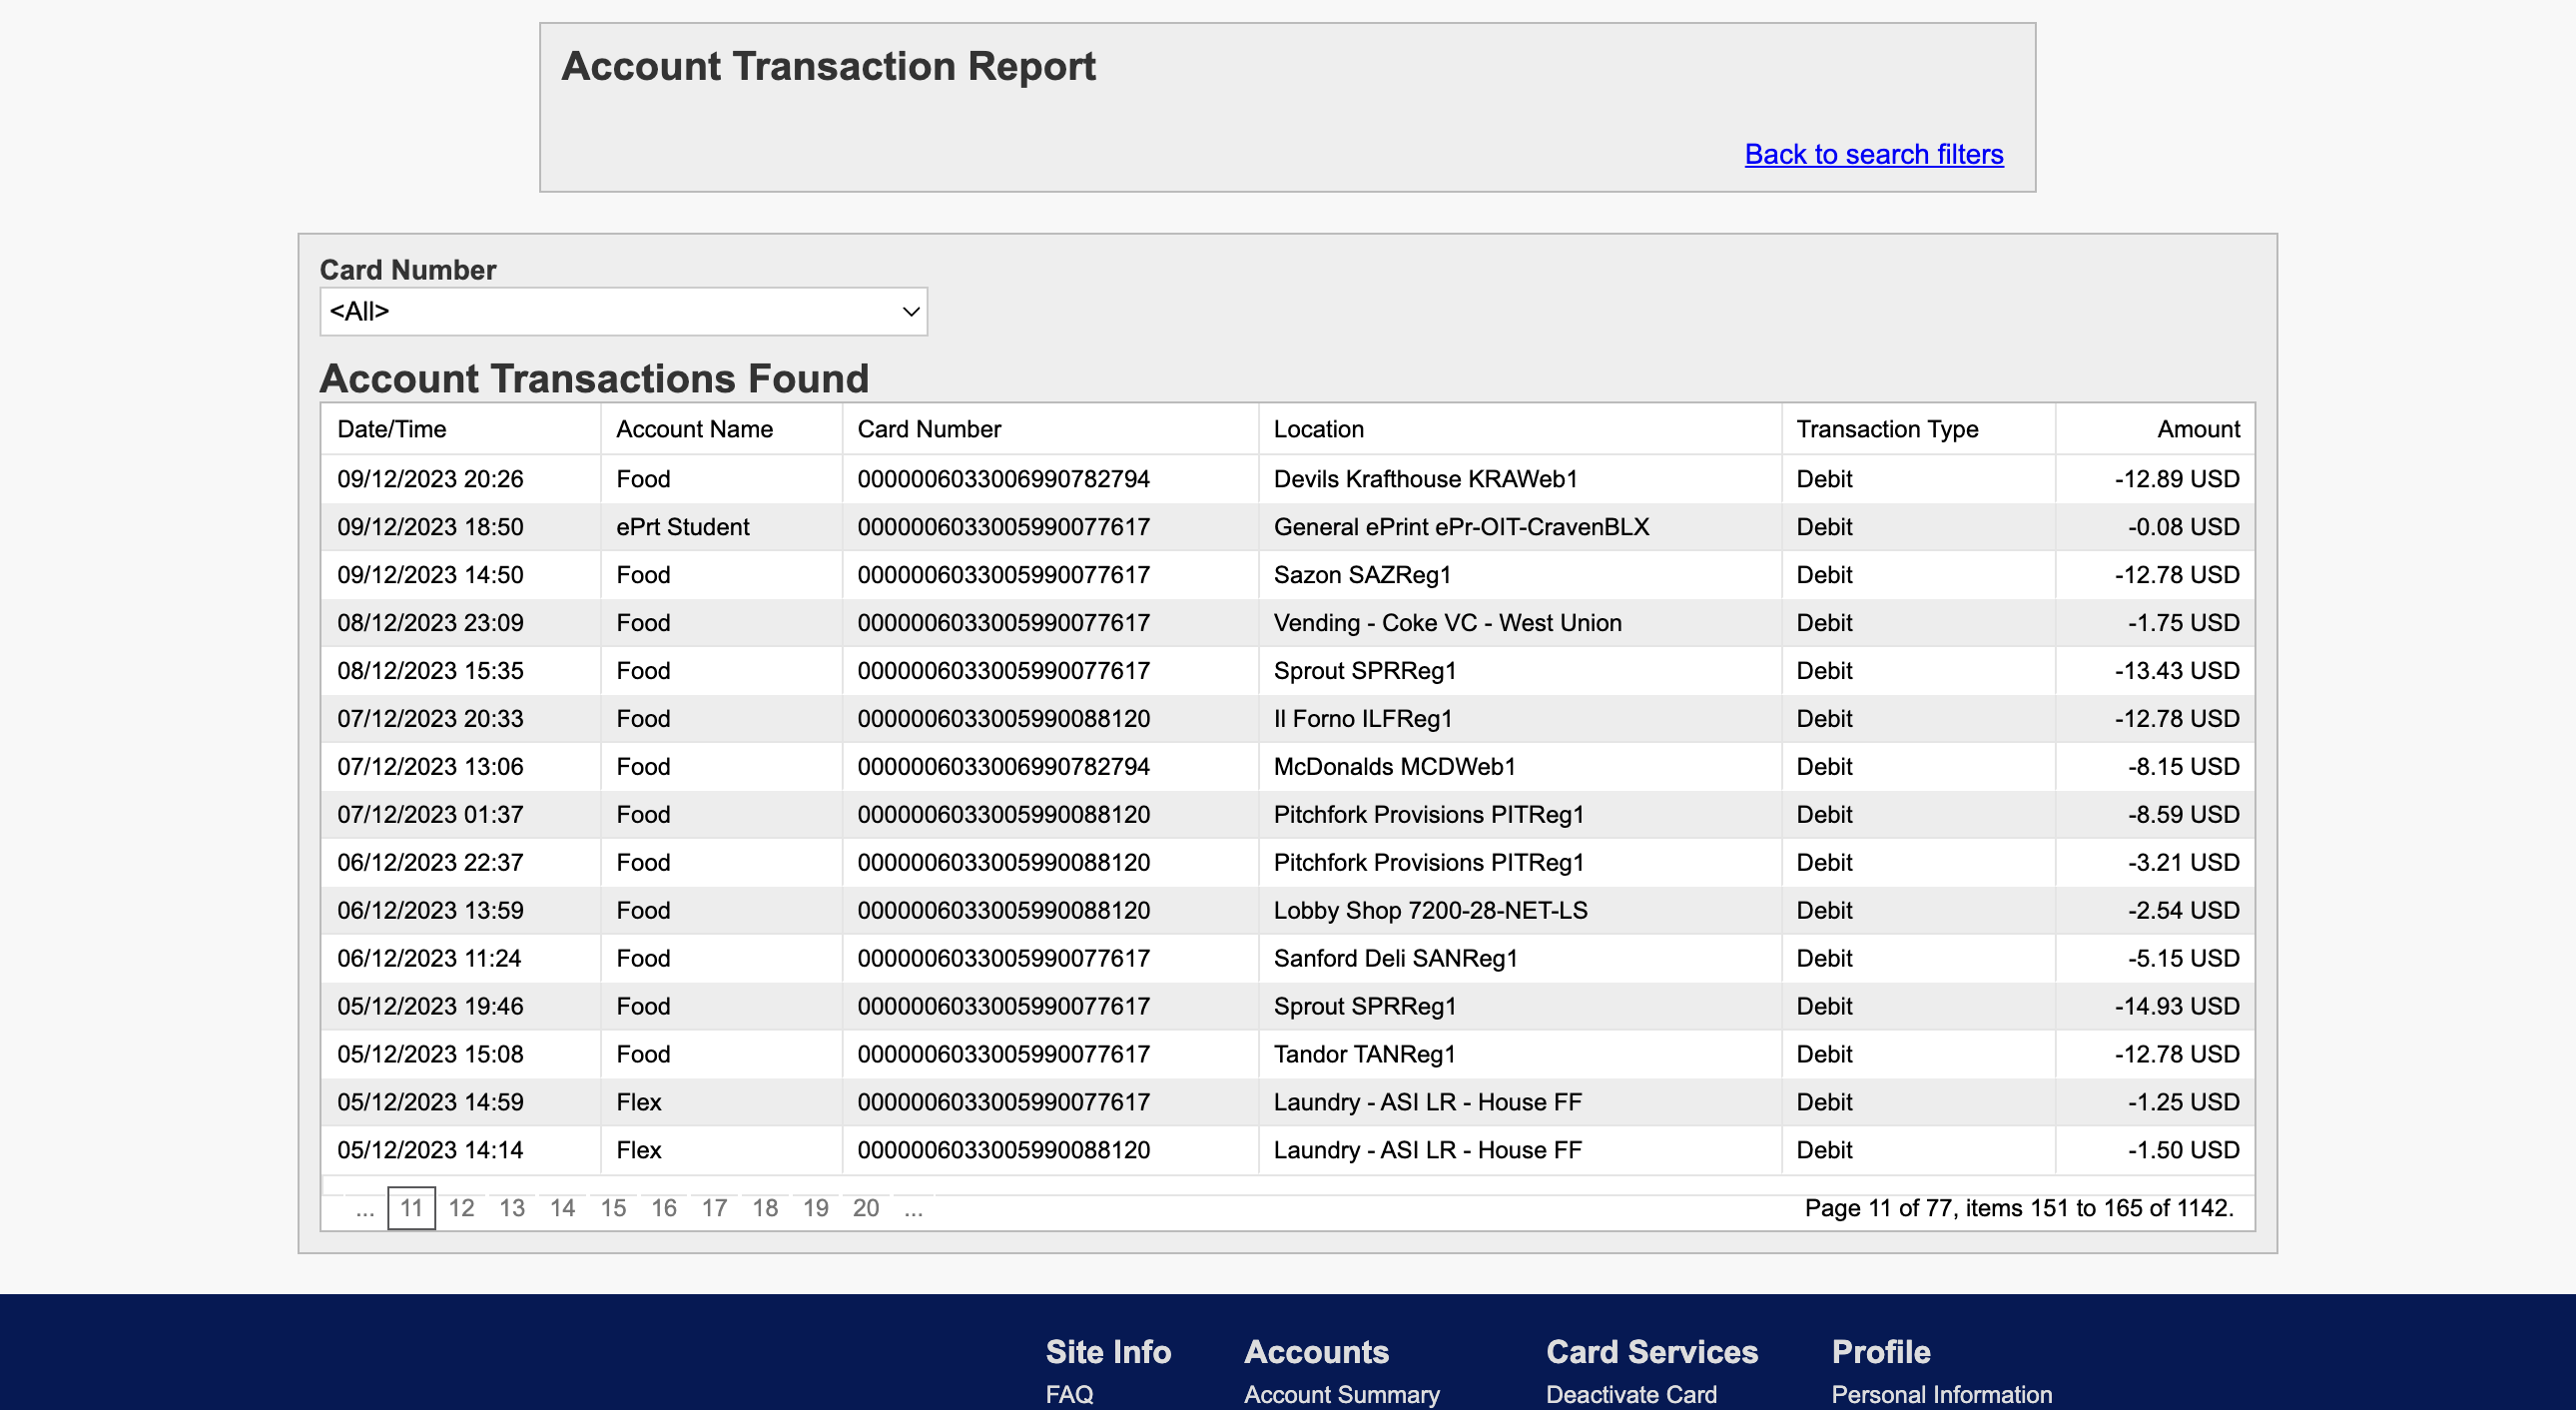 Account Transaction Report
Back to search filters
Card Number
<All>
Account Transactions Found
Date/Time Account Name Card Number Location Transaction Type Amount
09/12/2023 20:26 Food 0000006033006990782794 Devils Krafthouse KRAWeb1 Debit -12.89 USD
09/12/2023 18:50 ePrt Student 0000006033005990077617 General ePrint ePr-OIT-CravenBLX Debit -0.08 USD
09/12/2023 14:50 Food 0000006033005990077617 Sazon SAZReg1 Debit -12.78 USD
08/12/2023 23:09 Food 0000006033005990077617 Vending - Coke VC - West Union Debit -1.75 USD
08/12/2023 15:35 Food 0000006033005990077617 Sprout SPRReg1 Debit -13.43 USD
07/12/2023 20:33 Food 0000006033005990088120 Il Forno ILFReg1 Debit -12.78 USD
07/12/2023 13:06 Food 0000006033006990782794 McDonalds MCDWeb1 Debit -8.15 USD
07/12/2023 01:37 Food 0000006033005990088120 Pitchfork Provisions PITReg1 Debit -8.59 USD
06/12/2023 22:37 Food 0000006033005990088120 Pitchfork Provisions PITReg1 Debit -3.21 USD
06/12/2023 13:59 Food 0000006033005990088120 Lobby Shop 7200-28-NET-LS Debit -2.54 USD
06/12/2023 11:24 Food 0000006033005990077617 Sanford Deli SANReg1 Debit -5.15 USD
05/12/2023 19:46 Food 0000006033005990077617 Sprout SPRReg1 Debit -14.93 USD
05/12/2023 15:08 Food 0000006033005990077617 Tandor TANReg1 Debit -12.78 USD
05/12/2023 14:59 Flex 0000006033005990077617 Laundry - ASI LR - House FF Debit -1.25 USD
05/12/2023 14:14 Flex 0000006033005990088120 Laundry - ASI LR - House FF Debit -1.50 USD
... 11 12 13 14 15 16 17 18 19 20 ... Page 11 of 77, items 151 to 165 of 1142.
Site Info Accounts Card Services Profile
FAQ Account Summary Deactivate Card Personal Information